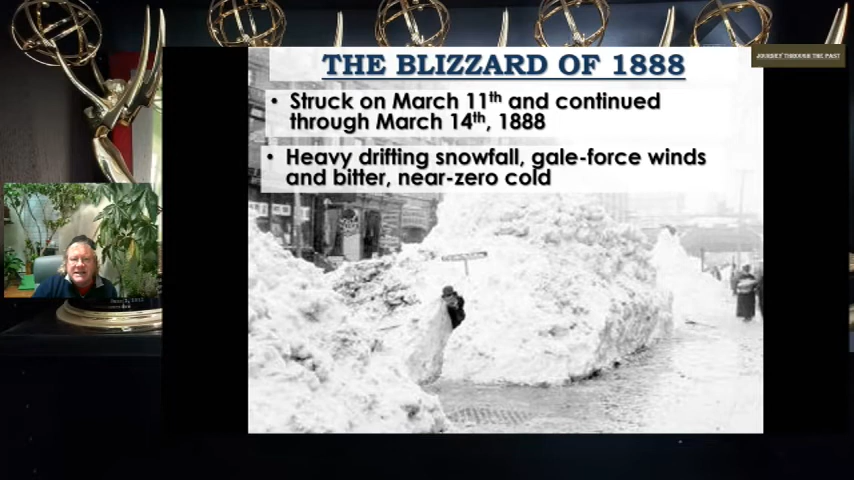 THE BLIZZARD OF 1888
JOURNEY THROUGH THE PAST
• Struck on March 11th and continued
through March 14th, 1888
• Heavy drifting snowfall, gale-force winds
and bitter, near-zero cold